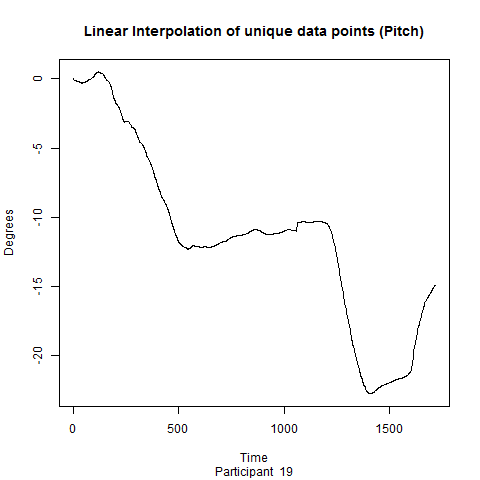 Linear Interpolation of unique data points (Pitch)
0
-5
-10
-15
-20
Degrees
0 500 1000 1500
Time
Participant 19